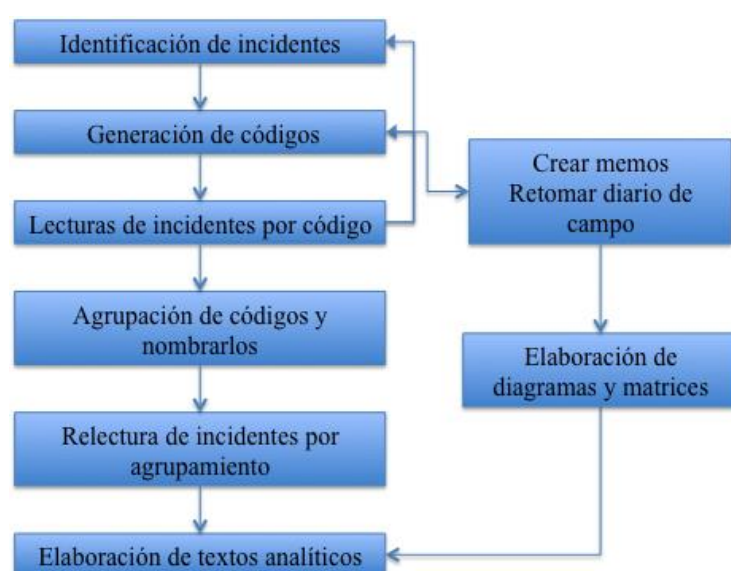 Identificación de incidentes
Generación de códigos
Lecturas de incidentes por código
Agrupación de códigos y
nombrarlos
Relectura de incidentes por
agrupamiento
Elaboración de textos analíticos
Crear memos
Retomar diario de
campo
Elaboración de
diagramas y matrices